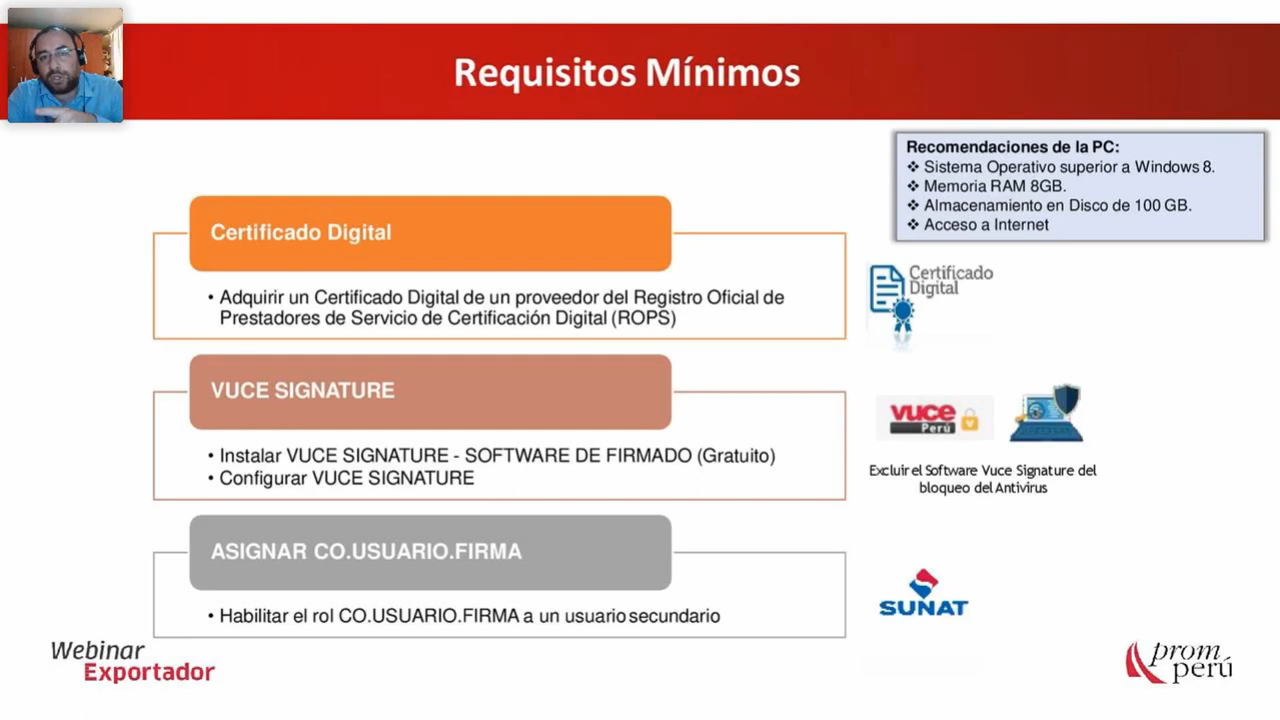 Requisitos Mínimos
Recomendaciones de la PC:
❖ Sistema Operativo superior a Windows 8.
❖ Memoria RAM 8GB.
❖ Almacenamiento en Disco de 100 GB.
❖ Acceso a Internet
Certificado Digital
• Adquirir un Certificado Digital de un proveedor del Registro Oficial de
Prestadores de Servicio de Certificación Digital (ROPS)
Certificado
Digital
VUCE SIGNATURE
• Instalar VUCE SIGNATURE - SOFTWARE DE FIRMADO (Gratuito)
• Configurar VUCE SIGNATURE
vuce
Perú
Excluir el Software Vuce Signature del
bloqueo del Antivirus
ASIGNAR CO.USUARIO.FIRMA
• Habilitar el rol CO.USUARIO.FIRMA a un usuario secundario
SUNAT
Webinar
Exportador
prom
perú